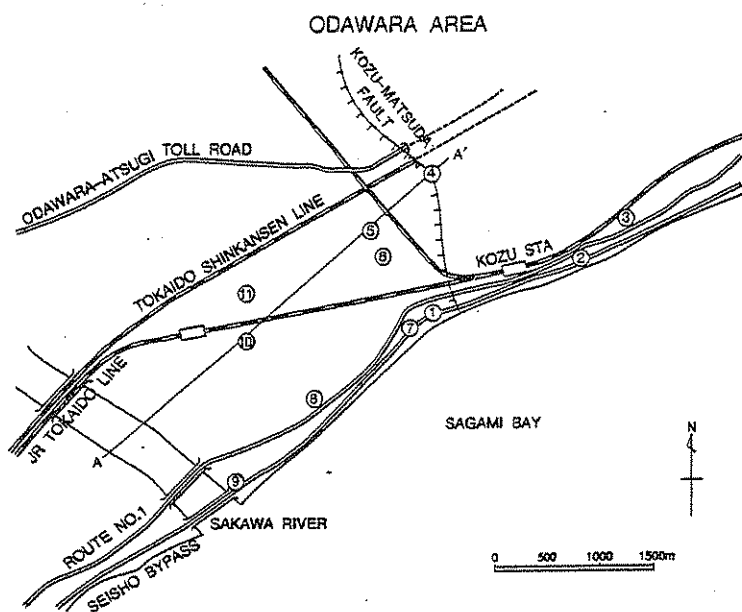 ODAWARA AREA
KOZU-MATSUDA
FAULT
A'
ODAWARA-ATSUGI TOLL ROAD
④
TOKAIDO SHINKANSEN LINE
⑤
③
KOZU STA
②
⑧
⑪
①
⑦
⑩
JR TOKAIDO LINE
⑧
SAGAMI BAY
N
A
⑨
ROUTE NO.1
SAKAWA RIVER
SEISHO BYPASS
0 500 1000 1500m